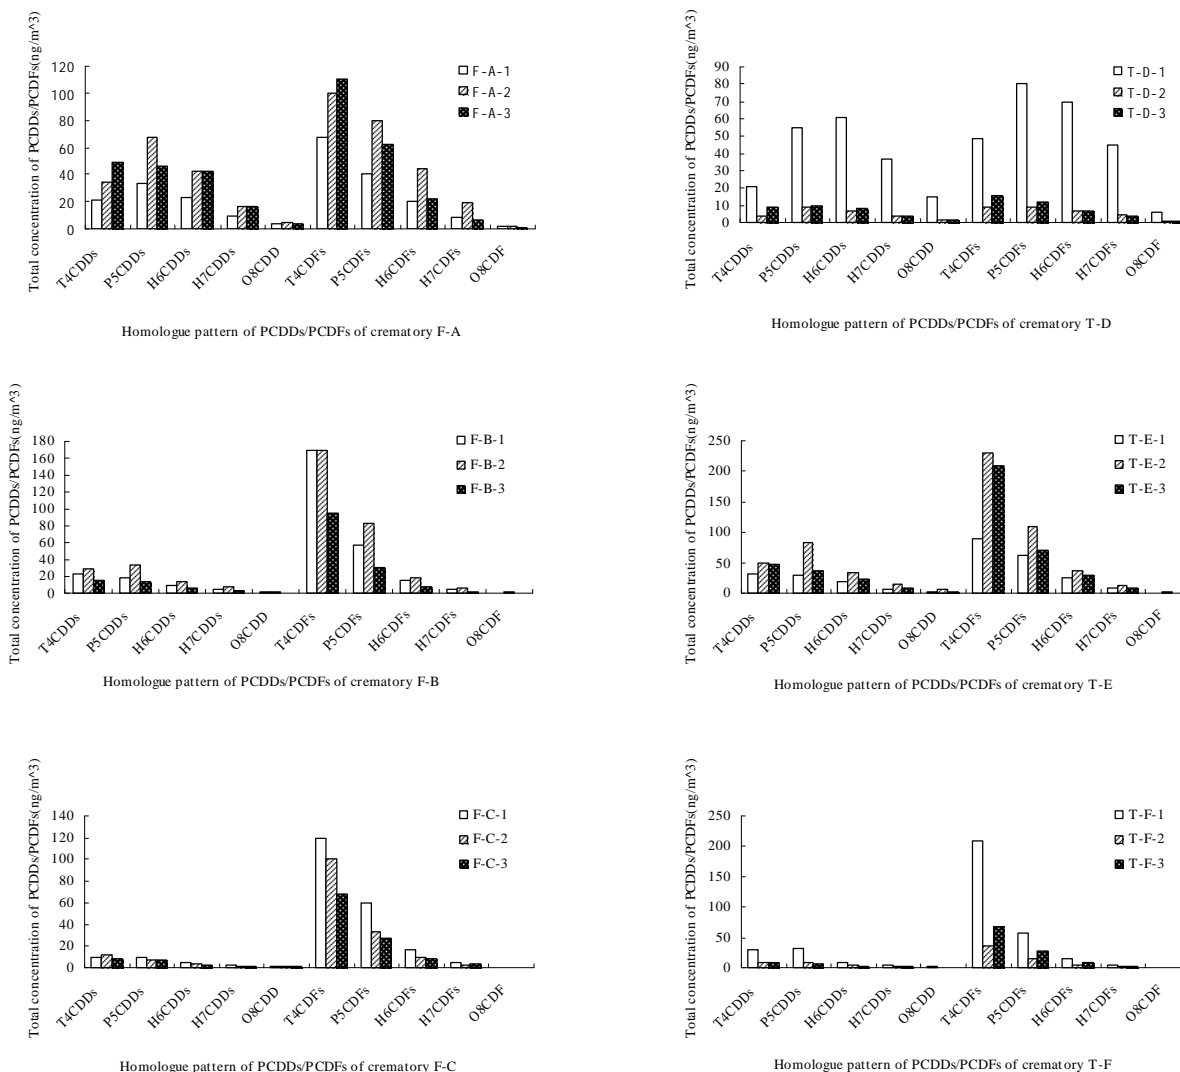 Total concentration of PCDDs/PCDFs(ng/m^3)
120
100
80
60
40
20
0
F-A-1
F-A-2
F-A-3
T4CDDs
P5CDDs
H6CDDs
H7CDDs
O8CDD
T4CDFs
P5CDFs
H6CDFs
H7CDFs
O8CDF
Homologue pattern of PCDDs/PCDFs of crematory F-A
Total concentration of PCDDs/PCDFs(ng/m^3)
90
80
70
60
50
40
30
20
10
0
T-D-1
T-D-2
T-D-3
T4CDDs
P5CDDs
H6CDDs
H7CDDs
O8CDD
T4CDFs
P5CDFs
H6CDFs
H7CDFs
O8CDF
Homologue pattern of PCDDs/PCDFs of crematory T-D
Total concentration of PCDDs/PCDFs(ng/m^3)
180
160
140
120
100
80
60
40
20
0
F-B-1
F-B-2
F-B-3
T4CDDs
P5CDDs
H6CDDs
H7CDDs
O8CDD
T4CDFs
P5CDFs
H6CDFs
H7CDFs
O8CDF
Homologue pattern of PCDDs/PCDFs of crematory F-B
Total concentration of PCDDs/PCDFs(ng/m^3)
250
200
150
100
50
0
T-E-1
T-E-2
T-E-3
T4CDDs
P5CDDs
H6CDDs
H7CDDs
O8CDD
T4CDFs
P5CDFs
H6CDFs
H7CDFs
O8CDF
Homologue pattern of PCDDs/PCDFs of crematory T-E
Total concentration of PCDDs/PCDFs(ng/m^3)
140
120
100
80
60
40
20
0
F-C-1
F-C-2
F-C-3
T4CDDs
P5CDDs
H6CDDs
H7CDDs
O8CDD
T4CDFs
P5CDFs
H6CDFs
H7CDFs
O8CDF
Homologue pattern of PCDDs/PCDFs of crematory F-C
Total concentration of PCDDs/PCDFs(ng/m^3)
250
200
150
100
50
0
T-F-1
T-F-2
T-F-3
T4CDDs
P5CDDs
H6CDDs
H7CDDs
O8CDD
T4CDFs
P5CDFs
H6CDFs
H7CDFs
O8CDF
Homologue pattern of PCDDs/PCDFs of crematory T-F